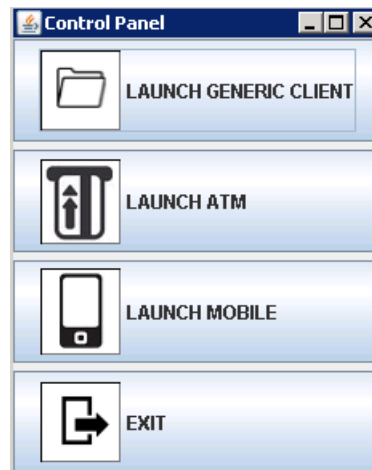 Control Panel
LAUNCH GENERIC CLIENT
LAUNCH ATM
LAUNCH MOBILE
EXIT